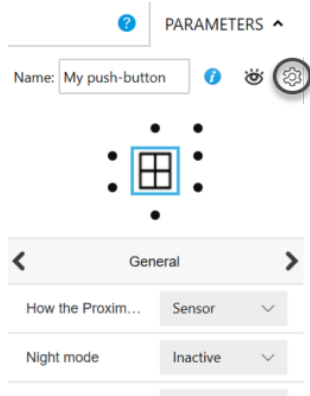 ? PARAMETERS
Name: My push-button i
General
How the Proxim... Sensor
Night mode Inactive